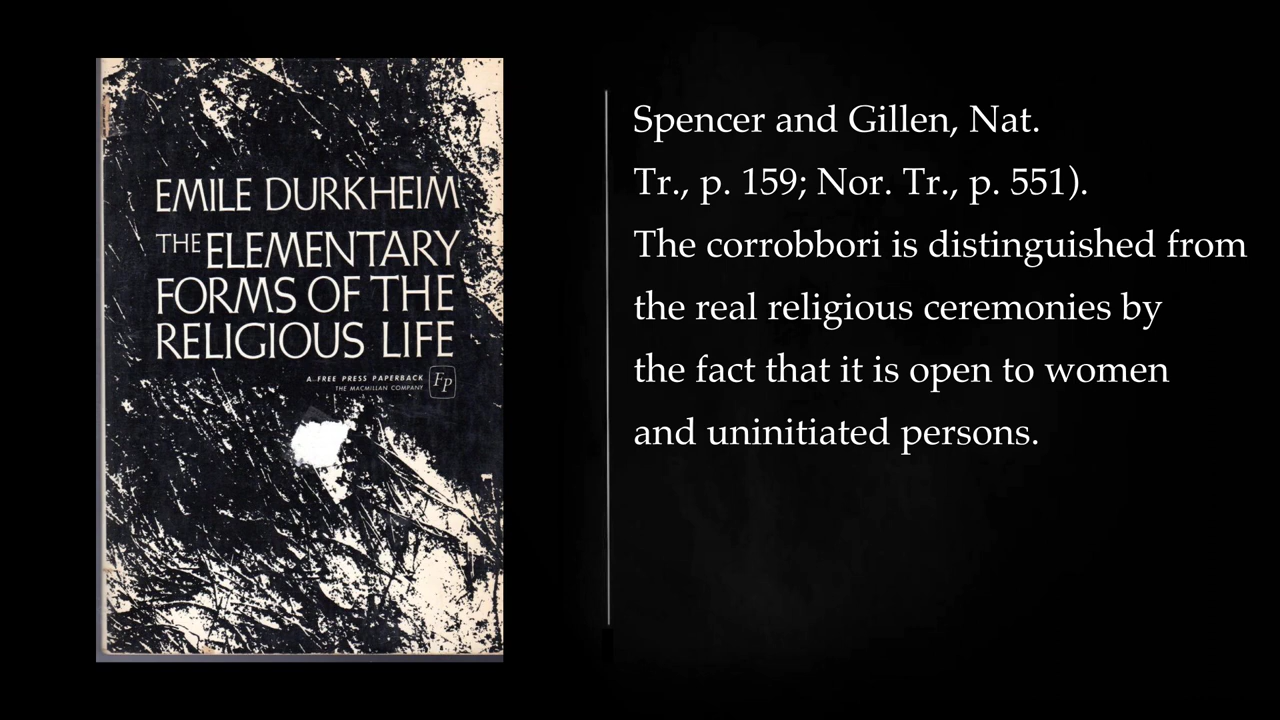 EMILE DURKHEIM
THE ELEMENTARY
FORMS OF THE
RELIGIOUS LIFE
A FREE PRESS PAPERBACK
THE MACMILLAN COMPANY
FP
Spencer and Gillen, Nat.
Tr., p. 159; Nor. Tr., p. 551).
The corrobbori is distinguished from
the real religious ceremonies by
the fact that it is open to women
and uninitiated persons.